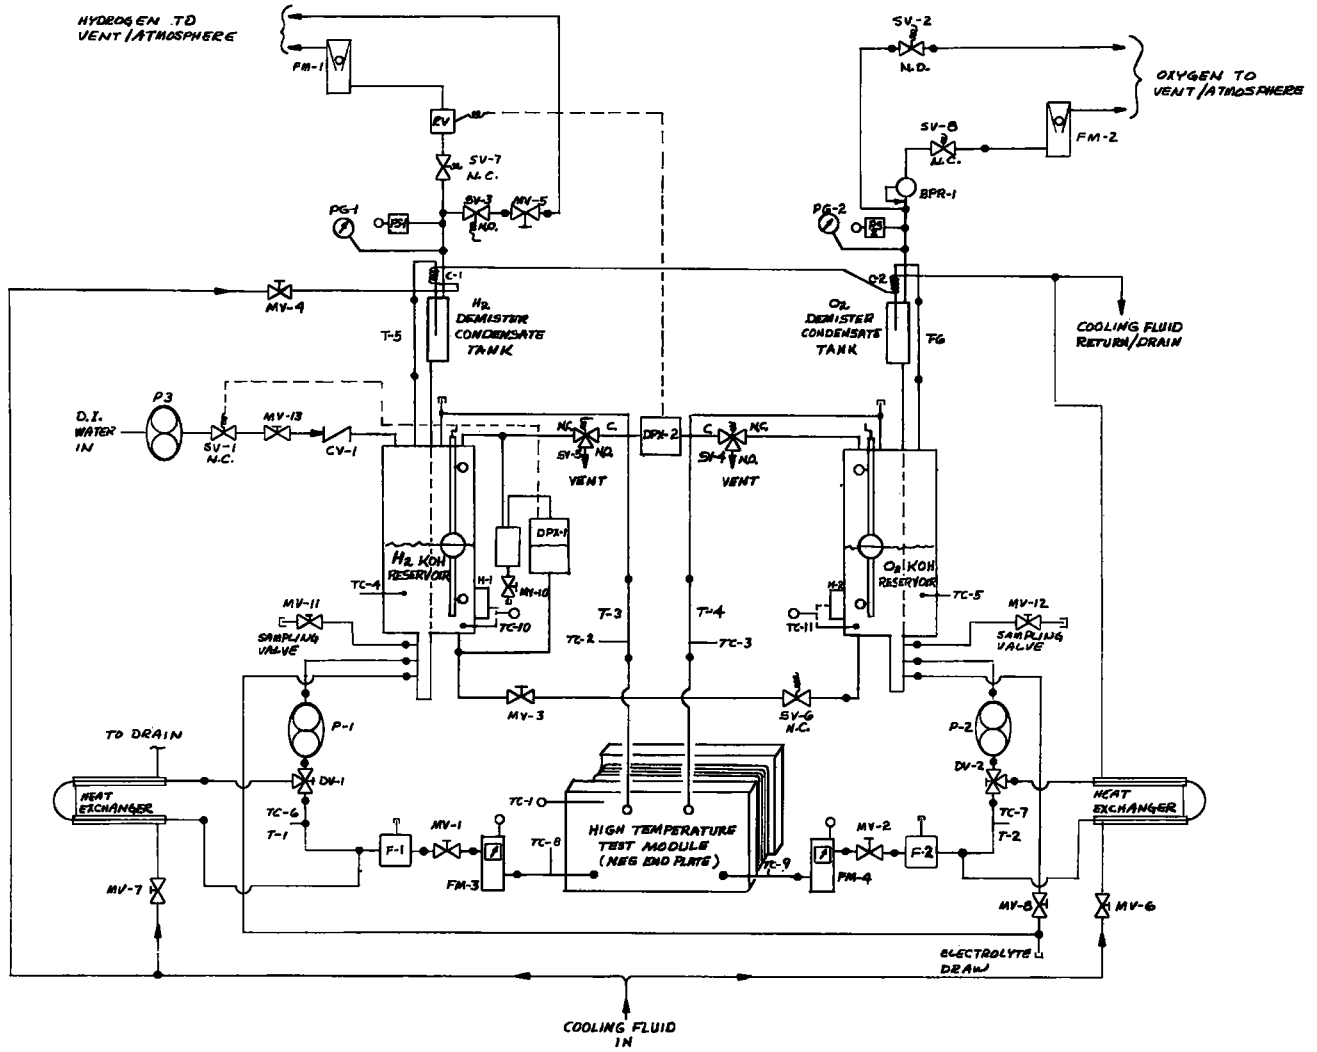 HYDROGEN TO
VENT/ATMOSPHERE
FM-1
SV-2
N.O.
OXYGEN TO
VENT/ATMOSPHERE
FM-2
SV-8
N.C.
EV
SV-7
N.C.
BPR-1
SV-3
N.O.
MV-5
PG-1
PS1
PG-2
PS
2
C-1
C-2
MV-4
H2
DEMISTER
CONDENSATE
TANK
T-5
O2
DEMISTER
CONDENSATE
TANK
T6
COOLING FLUID
RETURN/DRAIN
P3
D.I.
WATER
IN
SV-1
N.C.
MV-13
CV-1
N.C.
C.
SV-5
N.O.
VENT
DPX-2
C.
N.C.
SV-4
N.O.
VENT
DPX-1
H2 KOH
RESERVOIR
O2 KOH
RESERVOIR
TC-4
H-1
MV-10
TC-10
T-3
T-4
TC-2
TC-3
H-2
TC-11
TC-5
MV-11
SAMPLING
VALVE
MV-12
SAMPLING
VALVE
MV-3
SV-6
N.C.
P-1
P-2
TO DRAIN
HEAT
EXCHANGER
DV-1
TC-6
T-1
DV-2
TC-7
T-2
HEAT
EXCHANGER
TC-1
HIGH TEMPERATURE
TEST MODULE
(NEG END PLATE)
F-1
MV-1
FM-3
TC-8
TC-9
FM-4
MV-2
F-2
MV-7
MV-8
MV-6
ELECTROLYTE
DRAW
COOLING FLUID
IN